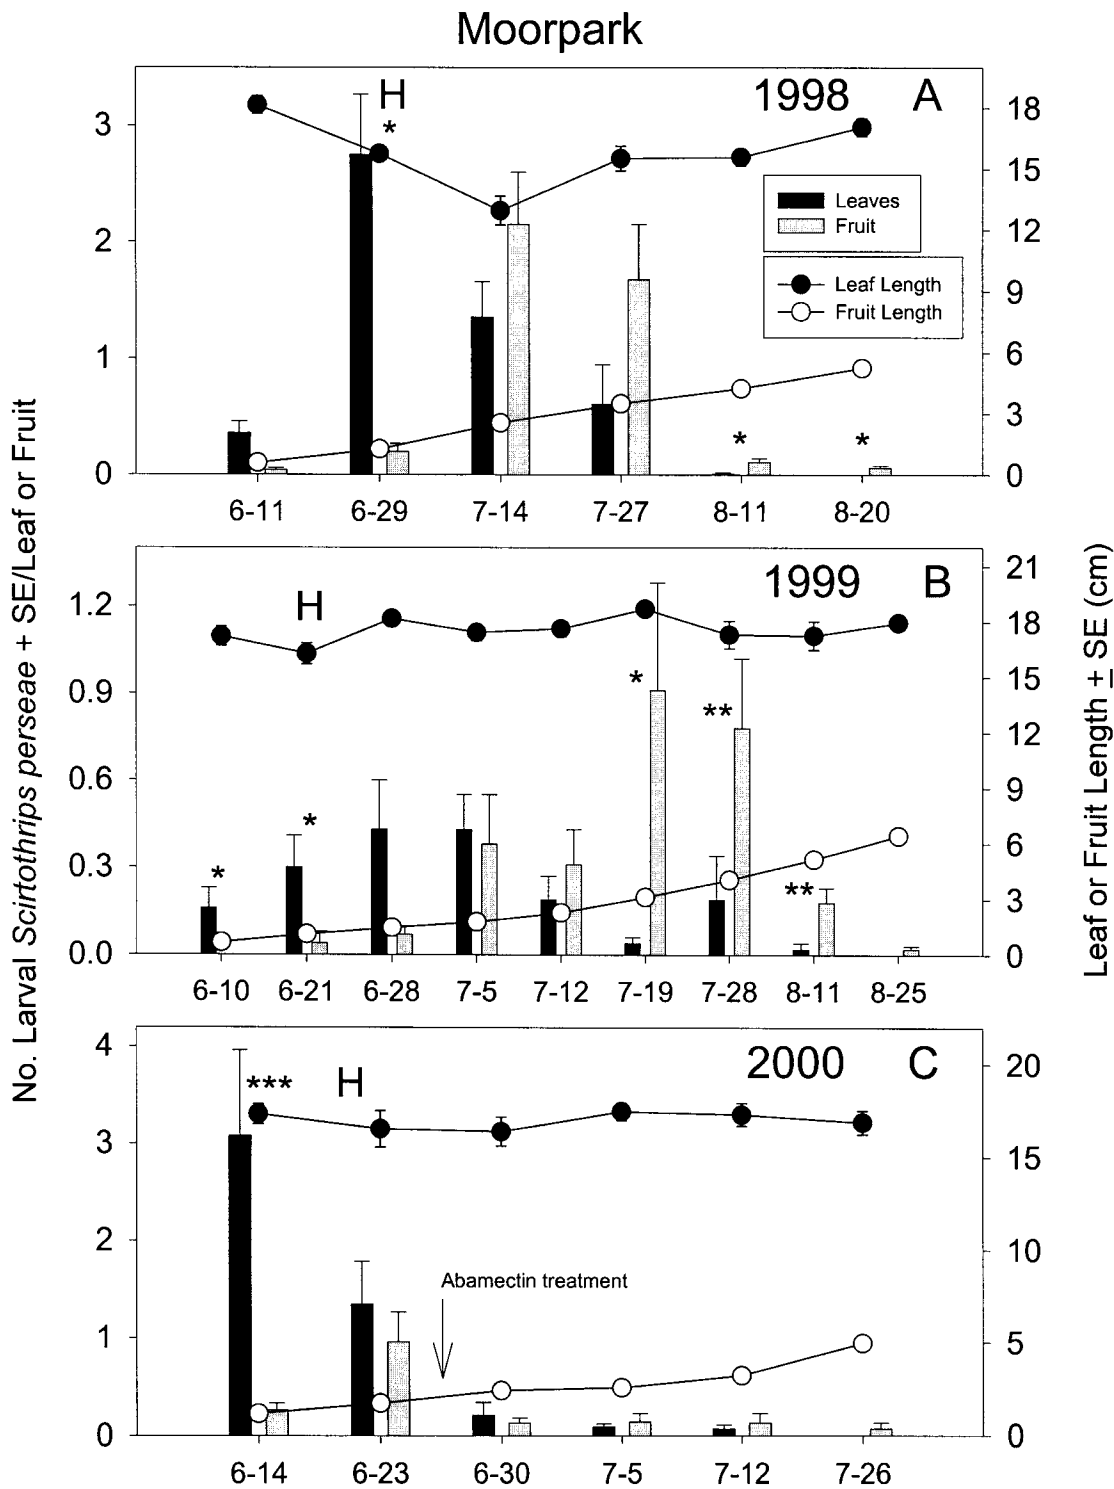 Moorpark
No. Larval Scirtothrips perseae + SE/Leaf or Fruit
Leaf or Fruit Length ± SE (cm)
H
1998 A
*
Leaves
Fruit
Leaf Length
Fruit Length
* *
3
2
1
0
18
15
12
9
6
3
0
6-11 6-29 7-14 7-27 8-11 8-20
1999 B
H
*
**
*
*
**
1.2
0.9
0.6
0.3
0.0
21
18
15
12
9
6
3
0
6-10 6-21 6-28 7-5 7-12 7-19 7-28 8-11 8-25
2000 C
*** H
Abamectin treatment
4
3
2
1
0
20
15
10
5
0
6-14 6-23 6-30 7-5 7-12 7-26